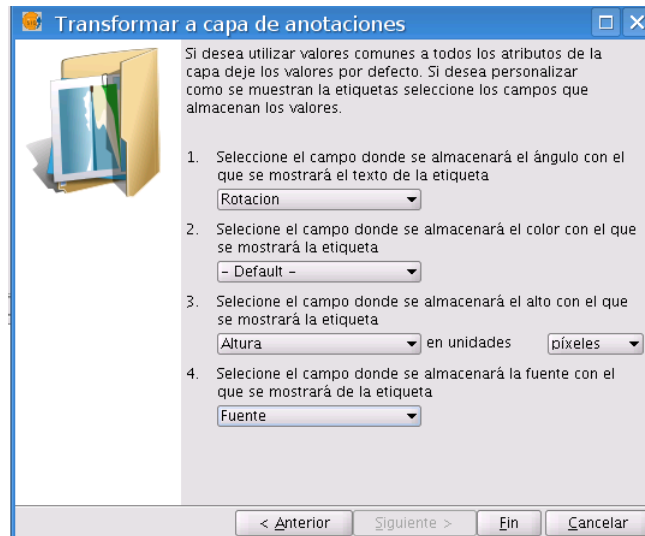 Transformar a capa de anotaciones
Si desea utilizar valores comunes a todos los atributos de la
capa deje los valores por defecto. Si desea personalizar
como se muestran la etiquetas seleccione los campos que
almacenan los valores.
1. Seleccione el campo donde se almacenará el ángulo con el
que se mostrará el texto de la etiqueta
Rotacion
2. Selecione el campo donde se almacenará el color con el que
se mostrará la etiqueta
- Default -
3. Selecione el campo donde se almacenará el alto con el que
se mostrará la etiqueta
Altura en unidades píxeles
4. Selecione el campo donde se almacenará la fuente con el
que se mostrará de la etiqueta
Fuente
< Anterior Siguiente > Fin Cancelar